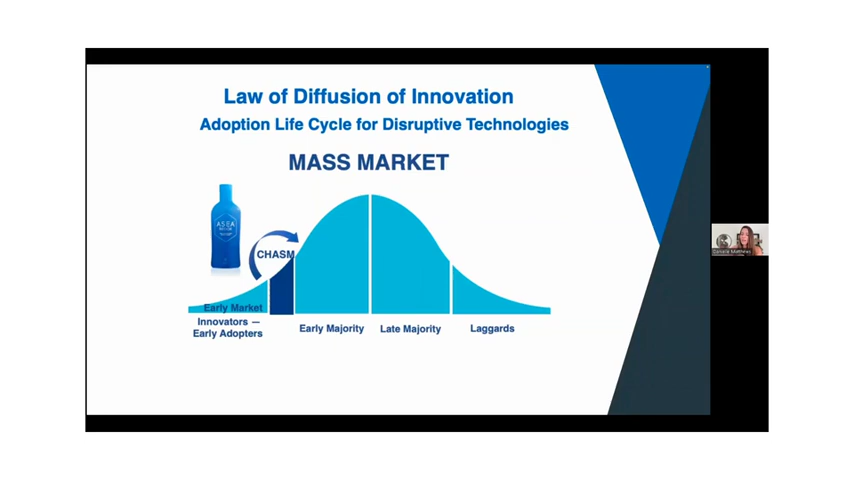 Law of Diffusion of Innovation
Adoption Life Cycle for Disruptive Technologies
MASS MARKET
ASEA
CHASM
Early Market
Innovators —
Early Adopters
Early Majority
Late Majority
Laggards
Matthews